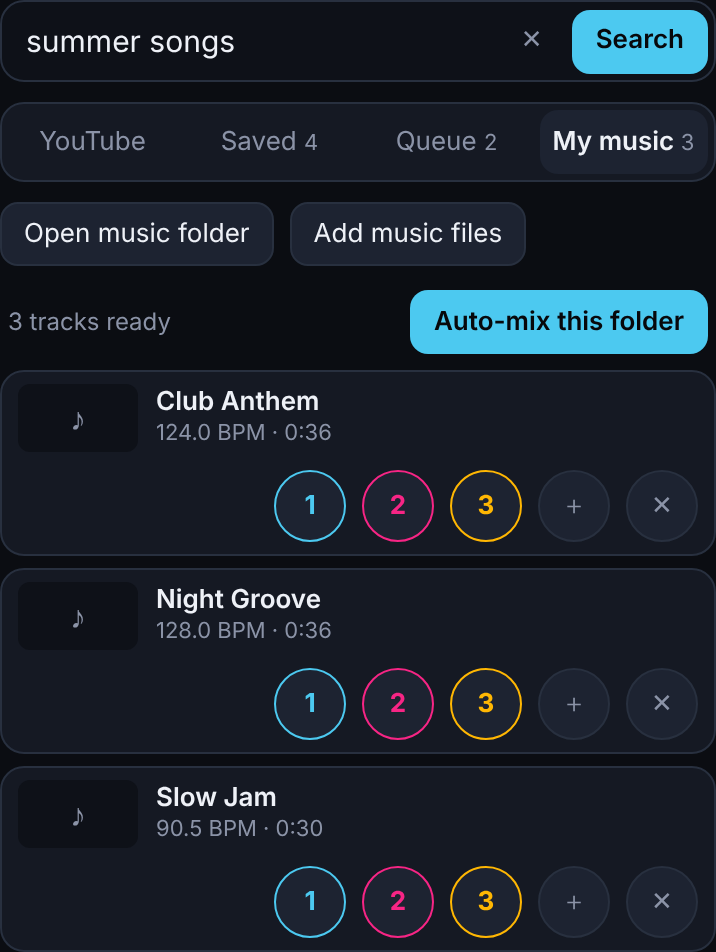 summer songs ✕ Search
YouTube Saved 4 Queue 2 My music 3
Open music folder Add music files
3 tracks ready Auto-mix this folder
♪ Club Anthem
124.0 BPM · 0:36
1 2 3 + ✕
♪ Night Groove
128.0 BPM · 0:36
1 2 3 + ✕
♪ Slow Jam
90.5 BPM · 0:30
1 2 3 + ✕